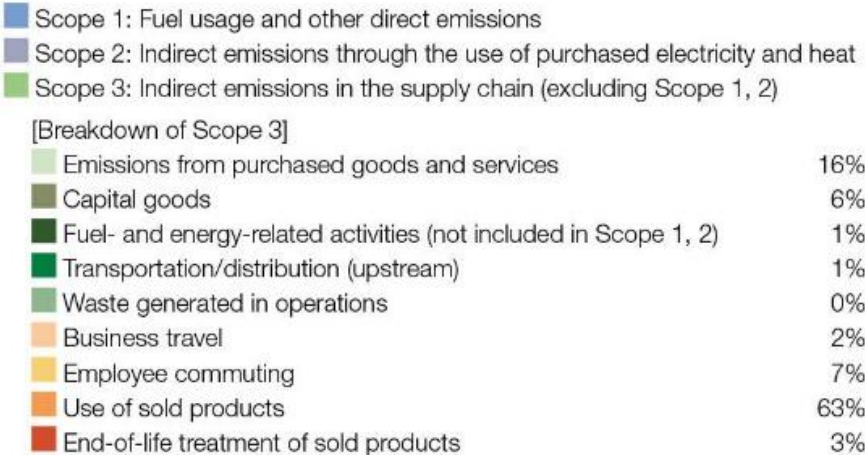 Scope 1: Fuel usage and other direct emissions
Scope 2: Indirect emissions through the use of purchased electricity and heat
Scope 3: Indirect emissions in the supply chain (excluding Scope 1, 2)
[Breakdown of Scope 3]
Emissions from purchased goods and services 16%
Capital goods 6%
Fuel- and energy-related activities (not included in Scope 1, 2) 1%
Transportation/distribution (upstream) 1%
Waste generated in operations 0%
Business travel 2%
Employee commuting 7%
Use of sold products 63%
End-of-life treatment of sold products 3%